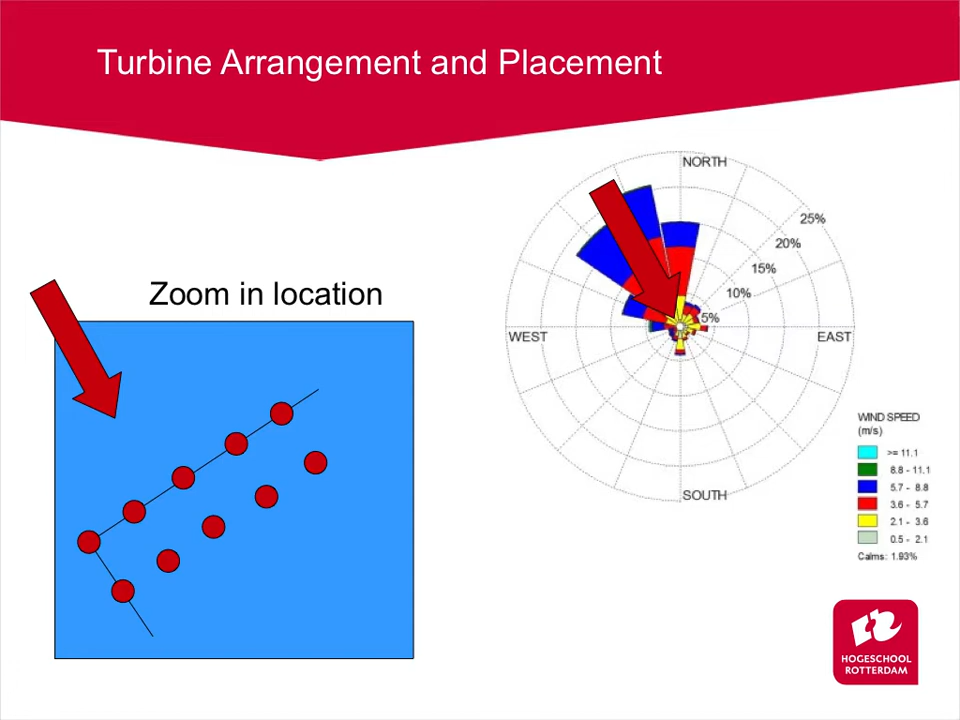 Turbine Arrangement and Placement
NORTH
25%
20%
15%
10%
5%
WEST
EAST
SOUTH
Zoom in location
WIND SPEED
(m/s)
>= 11.1
8.8 - 11.1
5.7 - 8.8
3.6 - 5.7
2.1 - 3.6
0.5 - 2.1
Calms: 1.93%
HOGESCHOOL
ROTTERDAM